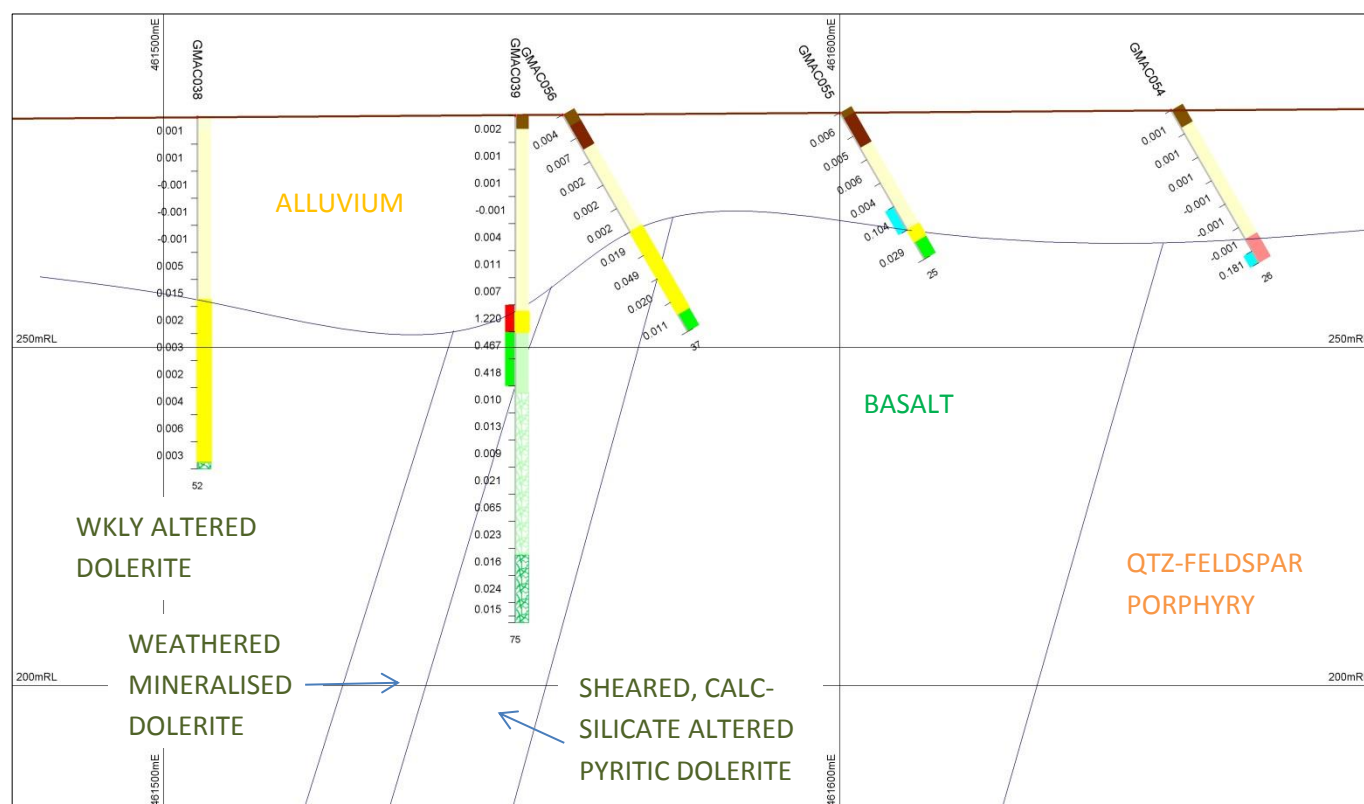 461500mE
GMAC038
GMAC039
GMAC056
461600mE
GMAC055
GMAC054
0.001
0.001
-0.001
-0.001
-0.001
0.005
0.015
0.002
0.003
0.002
0.004
0.006
0.003
52
ALLUVIUM
0.002
0.001
0.001
-0.001
0.004
0.011
0.007
1.220
0.467
0.418
0.010
0.013
0.009
0.021
0.065
0.023
0.016
0.024
0.015
75
0.004
0.007
0.002
0.002
0.002
0.019
0.049
0.020
0.011
37
0.006
0.005
0.006
0.004
0.104
0.029
25
0.001
0.001
0.001
-0.001
-0.001
-0.001
0.181
26
250mRL
250mRL
BASALT
WKLY ALTERED
DOLERITE
WEATHERED
MINERALISED
DOLERITE
SHEARED, CALC-
SILICATE ALTERED
PYRITIC DOLERITE
QTZ-FELDSPAR
PORPHYRY
200mRL
200mRL
461500mE
461600mE